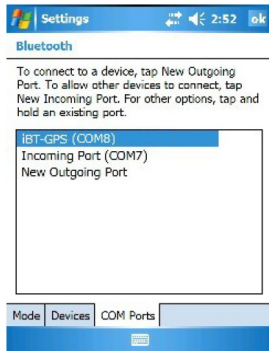 Settings 2:52 ok
Bluetooth
To connect to a device, tap New Outgoing
Port. To allow other devices to connect, tap
New Incoming Port. For other options, tap and
hold an existing port.
iBT-GPS (COM8)
Incoming Port (COM7)
New Outgoing Port
Mode Devices COM Ports